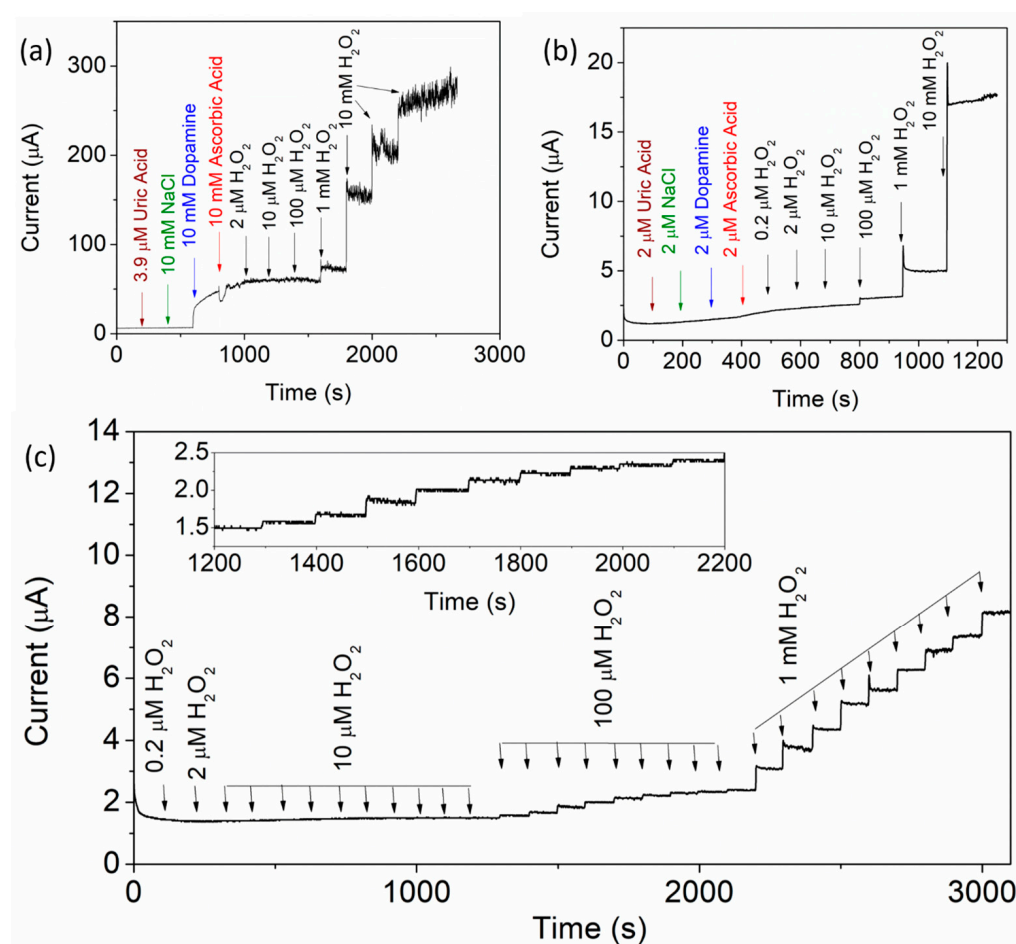 (a)
Current (μA)
300
200
100
0
3.9 μM Uric Acid
10 mM NaCl
10 mM Dopamine
10 mM Ascorbic Acid
2 μM H₂O₂
10 μM H₂O₂
100 μM H₂O₂
1 mM H₂O₂
10 mM H₂O₂
0 1000 2000 3000
Time (s)
(b)
Current (μA)
20
15
10
5
0
2 μM Uric Acid
2 μM NaCl
2 μM Dopamine
2 μM Ascorbic Acid
0.2 μM H₂O₂
2 μM H₂O₂
10 μM H₂O₂
100 μM H₂O₂
1 mM H₂O₂
10 mM H₂O₂
0 200 400 600 800 1000 1200
Time (s)
(c)
Current (μA)
14
12
10
8
6
4
2
0
2.5
2.0
1.5
1200 1400 1600 1800 2000 2200
Time (s)
0.2 μM H₂O₂
2 μM H₂O₂
10 μM H₂O₂
100 μM H₂O₂
1 mM H₂O₂
0 1000 2000 3000
Time (s)